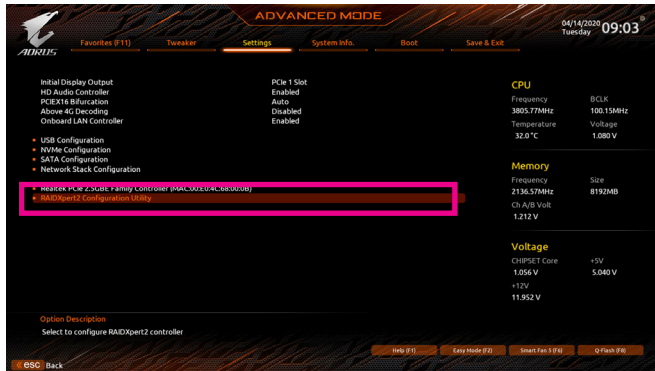 ADVANCED MODE
04/14/2020 Tuesday 09:03
AORUS
Favorites (F11) Tweaker Settings System Info. Boot Save & Exit
Initial Display Output PCIe 1 Slot
HD Audio Controller Enabled
PCIEX16 Bifurcation Auto
Above 4G Decoding Disabled
Onboard LAN Controller Enabled
USB Configuration
NVMe Configuration
SATA Configuration
Network Stack Configuration
Realtek PCIe 2.5GBE Family Controller (MAC:00:E0:4C:68:00:0B)
RAIDXpert2 Configuration Utility
CPU
Frequency BCLK
3805.77MHz 100.15MHz
Temperature Voltage
32.0 °C 1.080 V
Memory
Frequency Size
2136.57MHz 8192MB
Ch A/B Volt
1.212 V
Voltage
CHIPSET Core +5V
1.056 V 5.040 V
+12V
11.952 V
Option Description
Select to configure RAIDXpert2 controller
Help (F1) Easy Mode (F2) Smart Fan 5 (F6) Q-Flash (F8)
esc Back